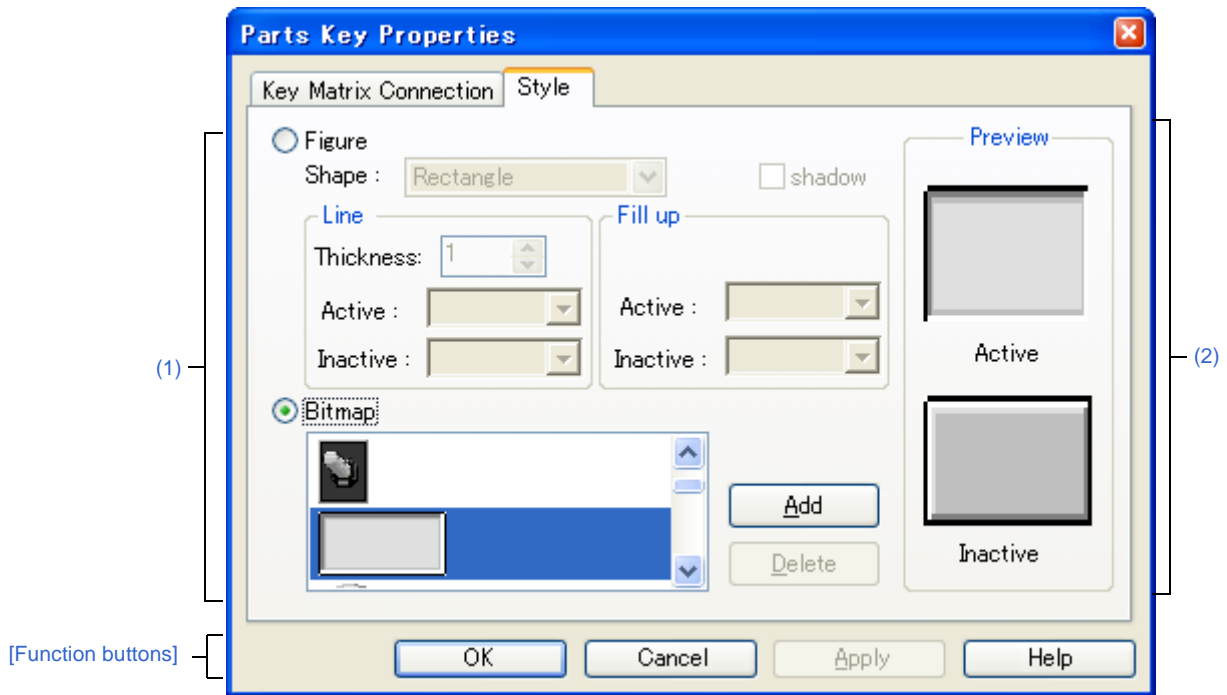 Parts Key Properties
Key Matrix Connection Style
Figure
Preview
Shape : Rectangle shadow
Line Fill up
Thickness: 1
Active : Active :
Inactive : Inactive :
Active
(1)
(2)
Bitmap
Add
Delete
Inactive
[Function buttons]
OK Cancel Apply Help